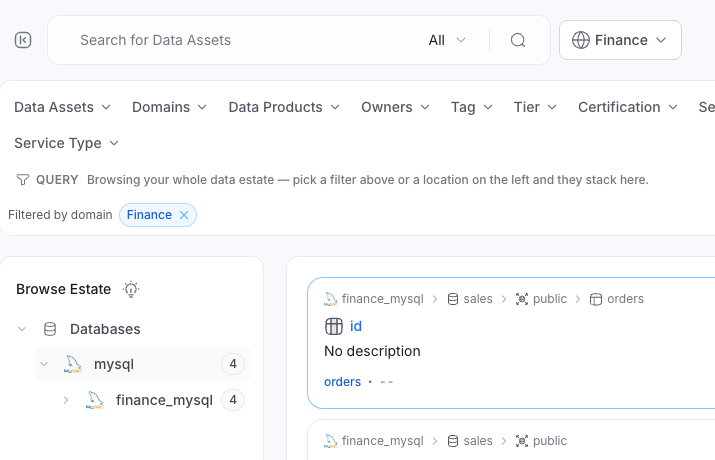 Search for Data Assets All Finance
Data Assets Domains Data Products Owners Tag Tier Certification Se
Service Type
QUERY Browsing your whole data estate — pick a filter above or a location on the left and they stack here.
Filtered by domain Finance
Browse Estate
Databases
mysql 4
finance_mysql 4
finance_mysql sales public orders
id
No description
orders • --
finance_mysql sales public